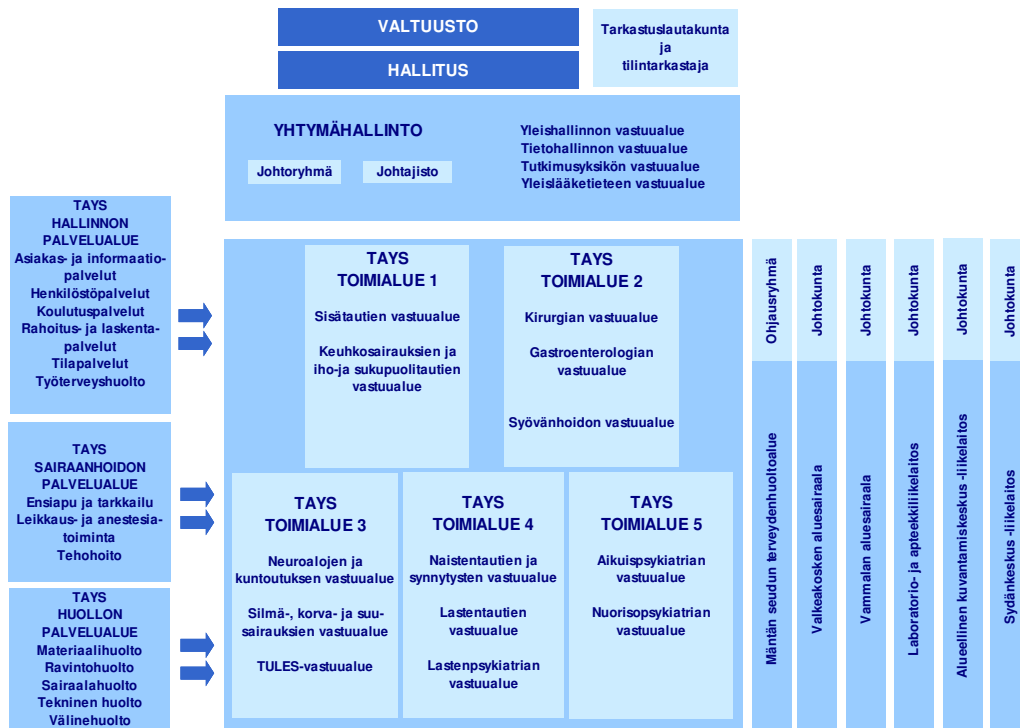 VALTUUSTO
HALLITUS
Tarkastuslautakunta
ja
tilintarkastaja
YHTYMÄHALLINTO
Johtoryhmä
Johtajisto
Yleishallinnon vastuualue
Tietohallinnon vastuualue
Tutkimusyksikön vastuualue
Yleislääketieteen vastuualue
TAYS
HALLINNON
PALVELUALUE
Asiakas- ja informaatio-
palvelut
Henkilöstöpalvelut
Koulutuspalvelut
Rahoitus- ja laskenta-
palvelut
Tilapalvelut
Työterveyshuolto
TAYS
SAIRAANHOIDON
PALVELUALUE
Ensiapu ja tarkkailu
Leikkaus- ja anestesia-
toiminta
Tehohoito
TAYS
HUOLLON
PALVELUALUE
Materiaalihuolto
Ravintohuolto
Sairaalahuolto
Tekninen huolto
Välinehuolto
TAYS
TOIMIALUE 1
Sisätautien vastuualue
Keuhkosairauksien ja
iho-ja sukupuolitautien
vastuualue
TAYS
TOIMIALUE 2
Kirurgian vastuualue
Gastroenterologian
vastuualue
Syövänhoidon vastuualue
TAYS
TOIMIALUE 3
Neuroalojen ja
kuntoutuksen vastuualue
Silmä-, korva- ja suu-
sairauksien vastuualue
TULES-vastuualue
TAYS
TOIMIALUE 4
Naistentautien ja
synnytysten vastuualue
Lastentautien
vastuualue
Lastenpsykiatrian
vastuualue
TAYS
TOIMIALUE 5
Aikuispsykiatrian
vastuualue
Nuorisopsykiatrian
vastuualue
Ohjausryhmä
Mäntän seudun terveydenhuoltoalue
Johtokunta
Valkeakosken aluesairaala
Johtokunta
Vammalan aluesairaala
Johtokunta
Laboratorio- ja apteekkiliikelaitos
Johtokunta
Alueellinen kuvantamiskeskus -liikelaitos
Johtokunta
Sydänkeskus -liikelaitos